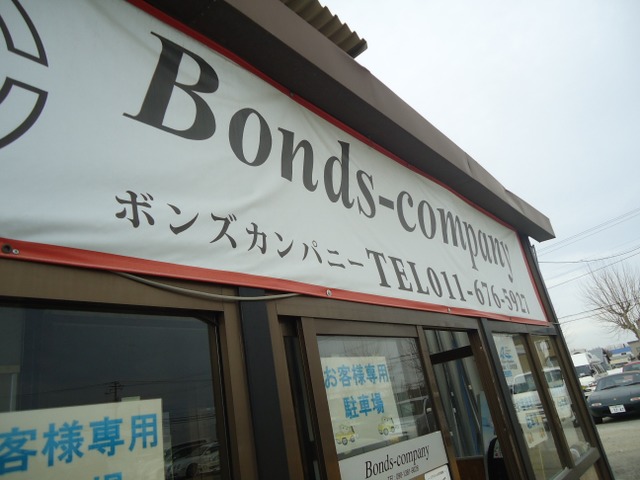 Bonds-company
ボンズカンパニー TEL011-676-5927
お客様専用
駐車場
客様専用
Bonds-company